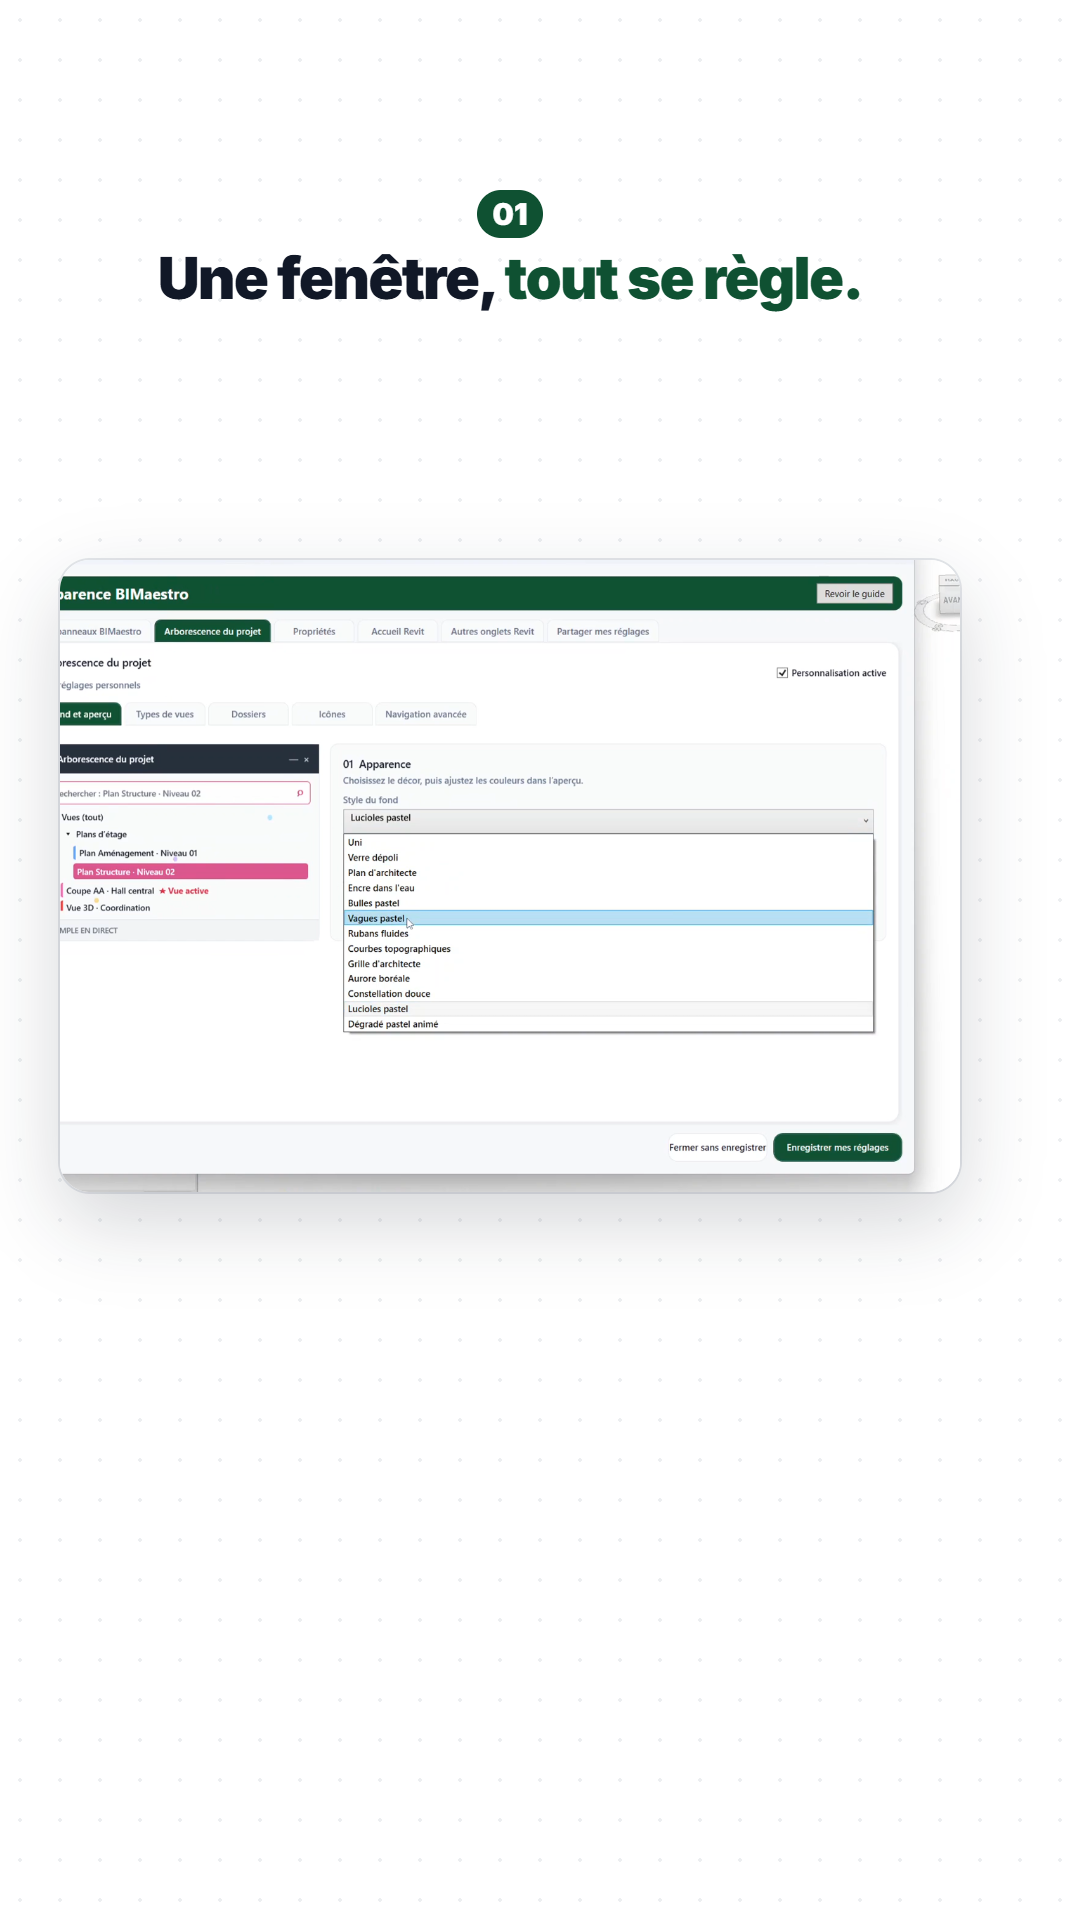 01
Une fenêtre, tout se règle.
parence BIMaestro
Revoir le guide
panneaux BIMaestro
Arborescence du projet
Propriétés
Accueil Revit
Autres onglets Revit
Partager mes réglages
orescence du projet
réglages personnels
Personnalisation active
nd et aperçu
Types de vues
Dossiers
Icônes
Navigation avancée
Arborescence du projet
echercher : Plan Structure · Niveau 02
Vues (tout)
Plans d'étage
Plan Aménagement · Niveau 01
Plan Structure · Niveau 02
Coupe AA · Hall central ★ Vue active
Vue 3D · Coordination
MPLE EN DIRECT
01 Apparence
Choisissez le décor, puis ajustez les couleurs dans l'aperçu.
Style du fond
Lucioles pastel
Uni
Verre dépoli
Plan d'architecte
Encre dans l'eau
Bulles pastel
Vagues pastel
Rubans fluides
Courbes topographiques
Grille d'architecte
Aurore boréale
Constellation douce
Lucioles pastel
Dégradé pastel animé
Fermer sans enregistrer
Enregistrer mes réglages
AVAN